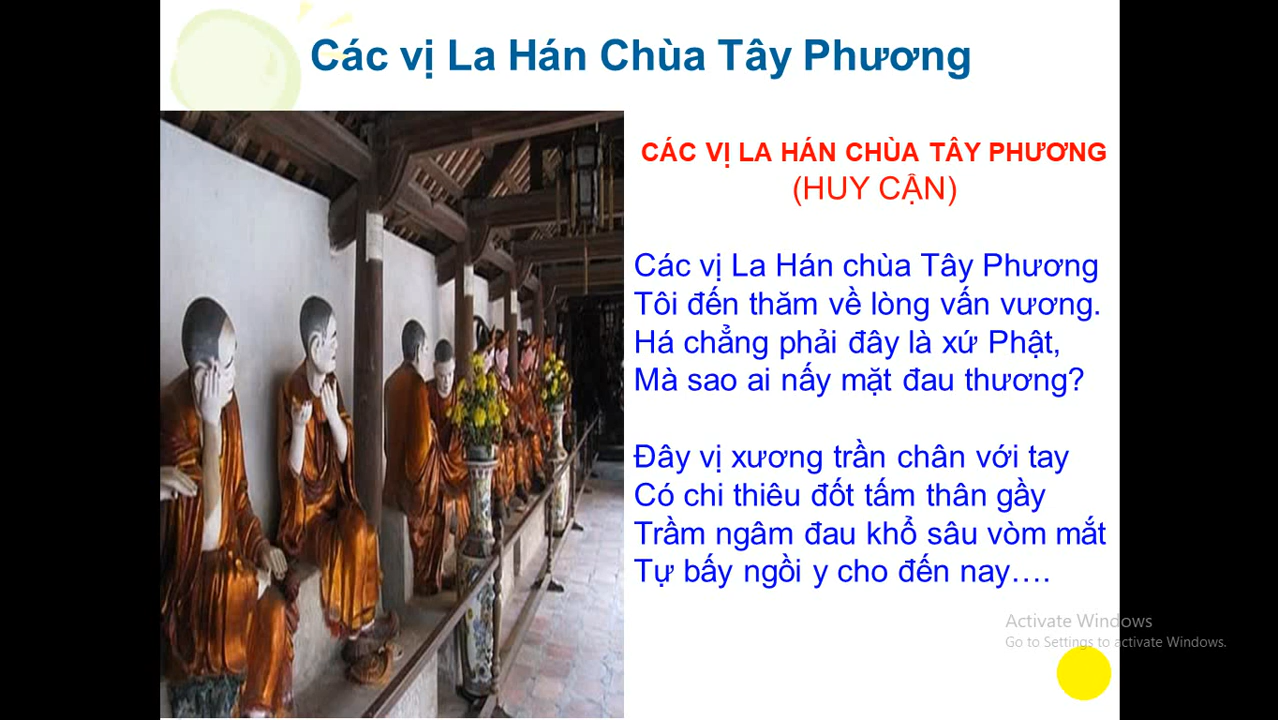 Các vị La Hán Chùa Tây Phương
CÁC VỊ LA HÁN CHÙA TÂY PHƯƠNG
(HUY CẬN)
Các vị La Hán chùa Tây Phương
Tôi đến thăm về lòng vấn vương.
Há chẳng phải đây là xứ Phật,
Mà sao ai nấy mặt đau thương?
Đây vị xương trần chân với tay
Có chi thiêu đốt tấm thân gầy
Trầm ngâm đau khổ sâu vòm mắt
Tự bấy ngồi y cho đến nay….
Activate Windows
Go to Settings to activate Windows.